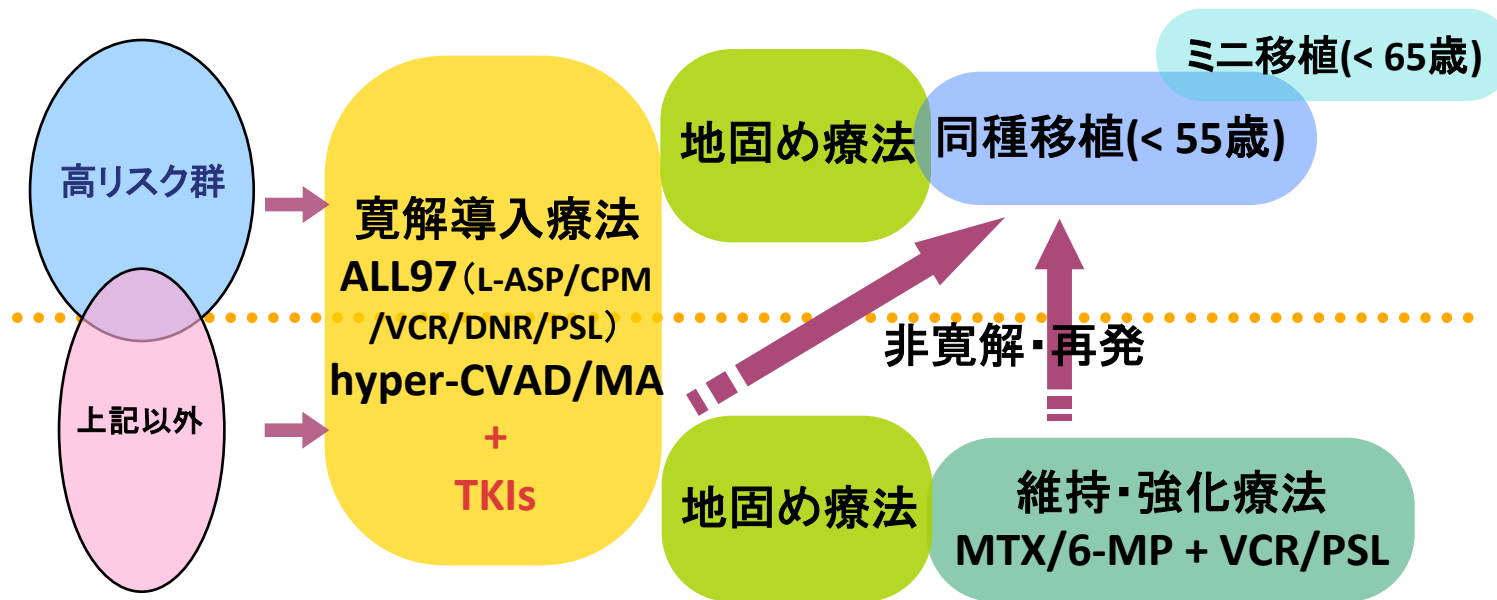 高リスク群
上記以外
寛解導入療法
ALL97（L-ASP/CPM
/VCR/DNR/PSL）
hyper-CVAD/MA
+
TKIs
地固め療法
同種移植(< 55歳)
ミニ移植(< 65歳)
非寛解・再発
地固め療法
維持・強化療法
MTX/6-MP + VCR/PSL